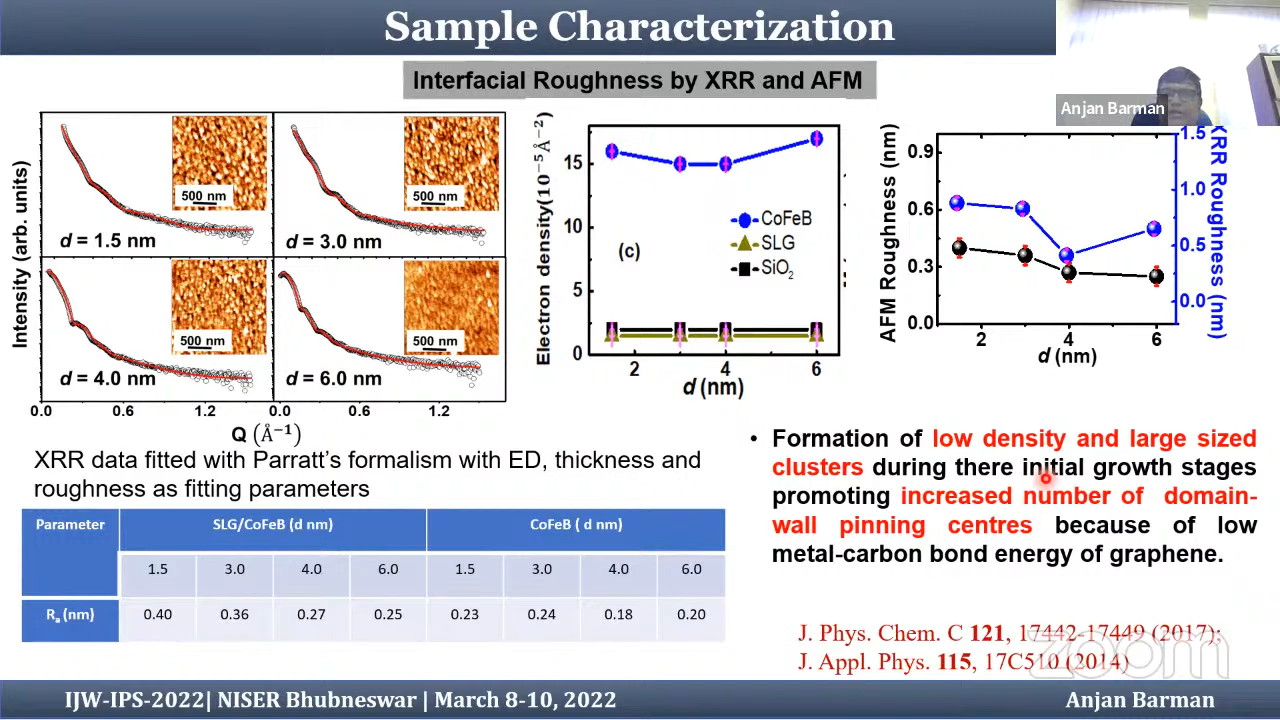 Sample Characterization
Interfacial Roughness by XRR and AFM
Anjan Barman
Intensity (arb. units)
500 nm
d = 1.5 nm
500 nm
d = 3.0 nm
500 nm
d = 4.0 nm
500 nm
d = 6.0 nm
0.0 0.6 1.2 0.0 0.6 1.2
Q (Å⁻¹)
Electron density(10⁻⁵Å⁻²)
15
10
5
0
(c)
CoFeB
SLG
SiO₂
2 4 6
d (nm)
AFM Roughness (nm)
0.9
0.6
0.3
0.0
XRR Roughness (nm)
1.5
1.0
0.5
0.0
2 4 6
d (nm)
XRR data fitted with Parratt's formalism with ED, thickness and
roughness as fitting parameters
Parameter SLG/CoFeB (d nm) CoFeB ( d nm)
1.5 3.0 4.0 6.0 1.5 3.0 4.0 6.0
Rₐ (nm) 0.40 0.36 0.27 0.25 0.23 0.24 0.18 0.20
• Formation of low density and large sized
clusters during there initial growth stages
promoting increased number of domain-
wall pinning centres because of low
metal-carbon bond energy of graphene.
J. Phys. Chem. C 121, 17442-17449 (2017);
J. Appl. Phys. 115, 17C510 (2014)
zoom
IJW-IPS-2022| NISER Bhubneswar | March 8-10, 2022
Anjan Barman